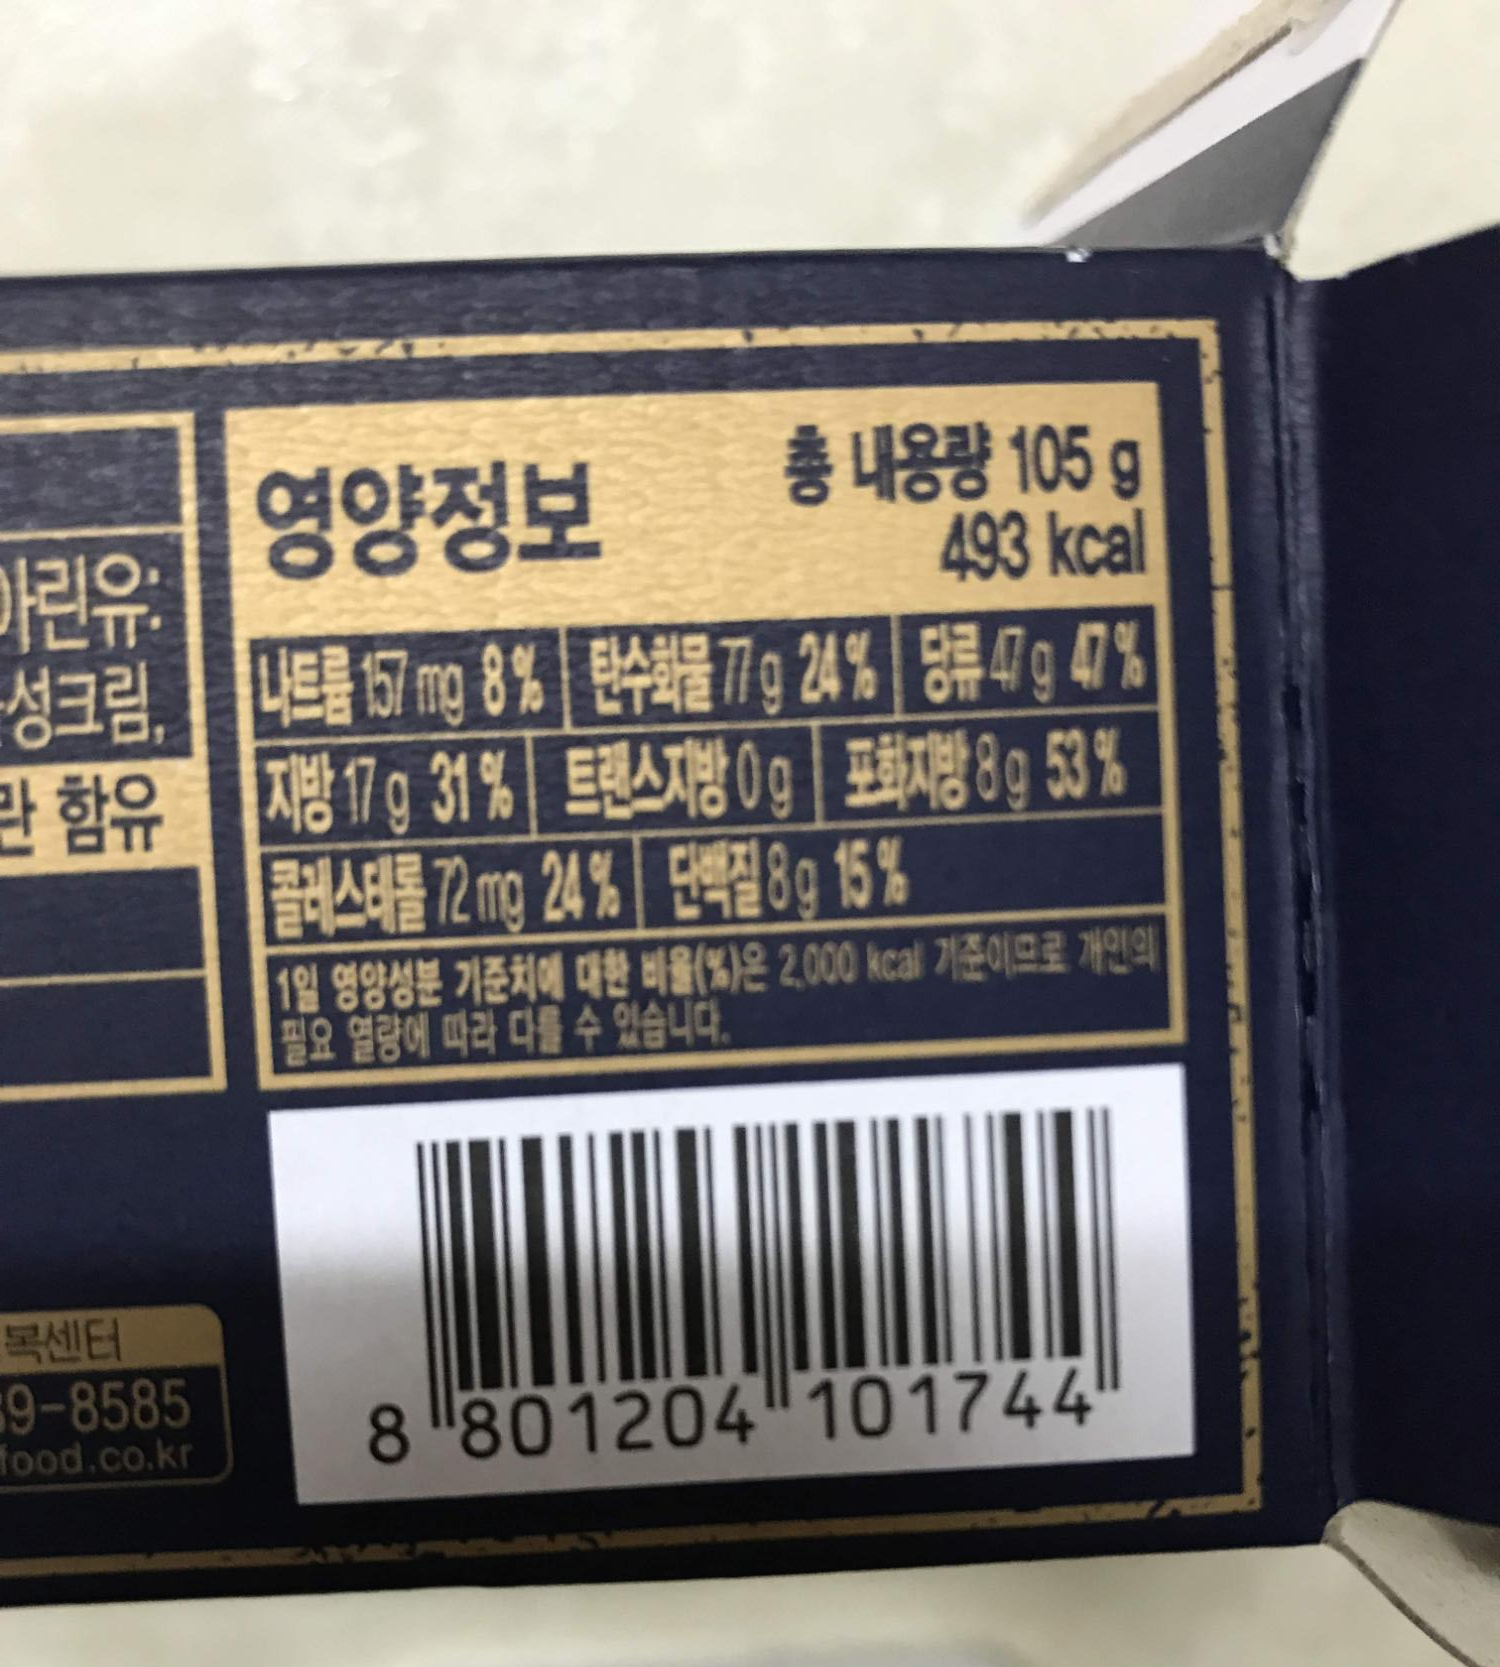 아린유:
성크림,
란 함유
복센터
39-8585
food.co.kr
영양정보
총 내용량 105 g
493 kcal
나트륨 157 mg 8 % 탄수화물 77 g 24 % 당류 47 g 47 %
지방 17 g 31 % 트랜스지방 0 g 포화지방 8 g 53 %
콜레스테롤 72 mg 24 % 단백질 8 g 15 %
1일 영양성분 기준치에 대한 비율(%)은 2,000 kcal 기준이므로 개인의
필요 열량에 따라 다를 수 있습니다.
8 801204 101744